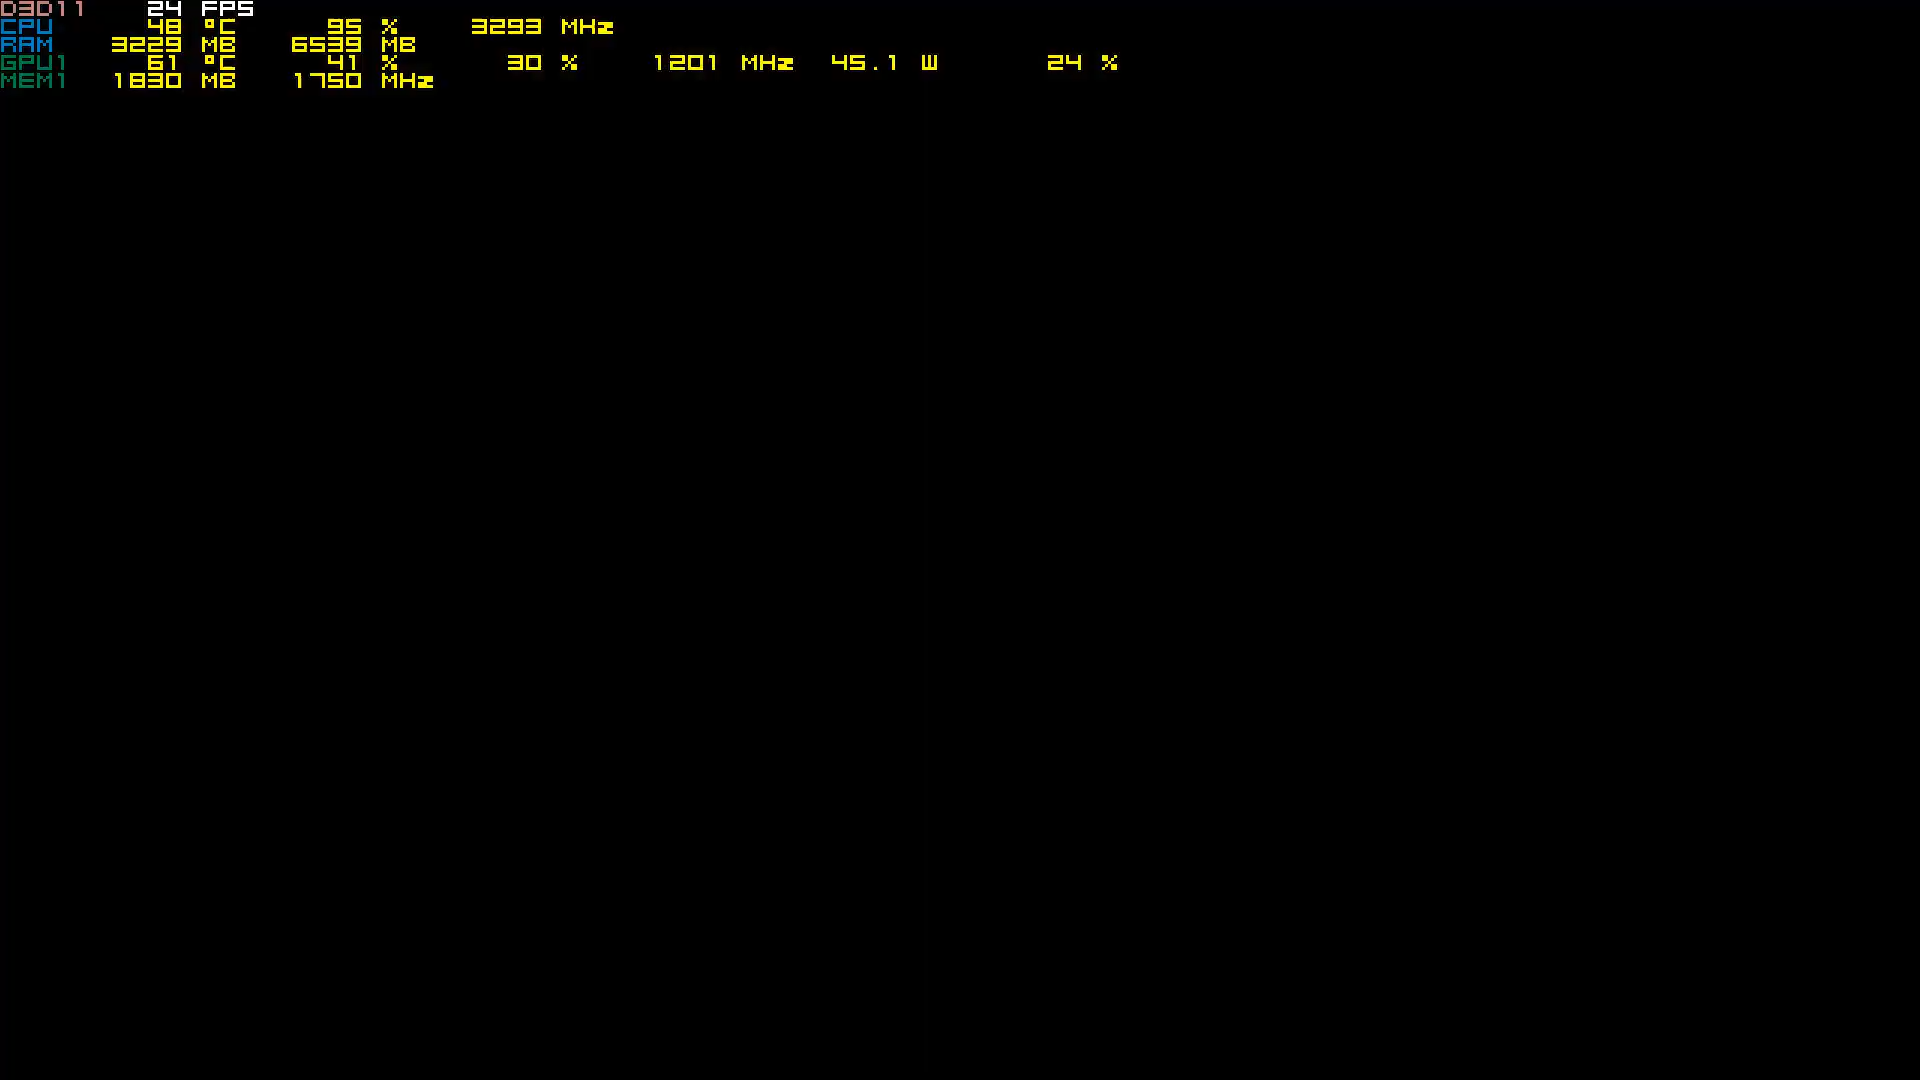 D3D11 24 FPS
CPU 48 °C 95 % 3293 MHz
RAM 3229 MB 6539 MB
GPU1 61 °C 41 % 30 % 1201 MHz 45.1 W 24 %
MEM1 1830 MB 1750 MHz